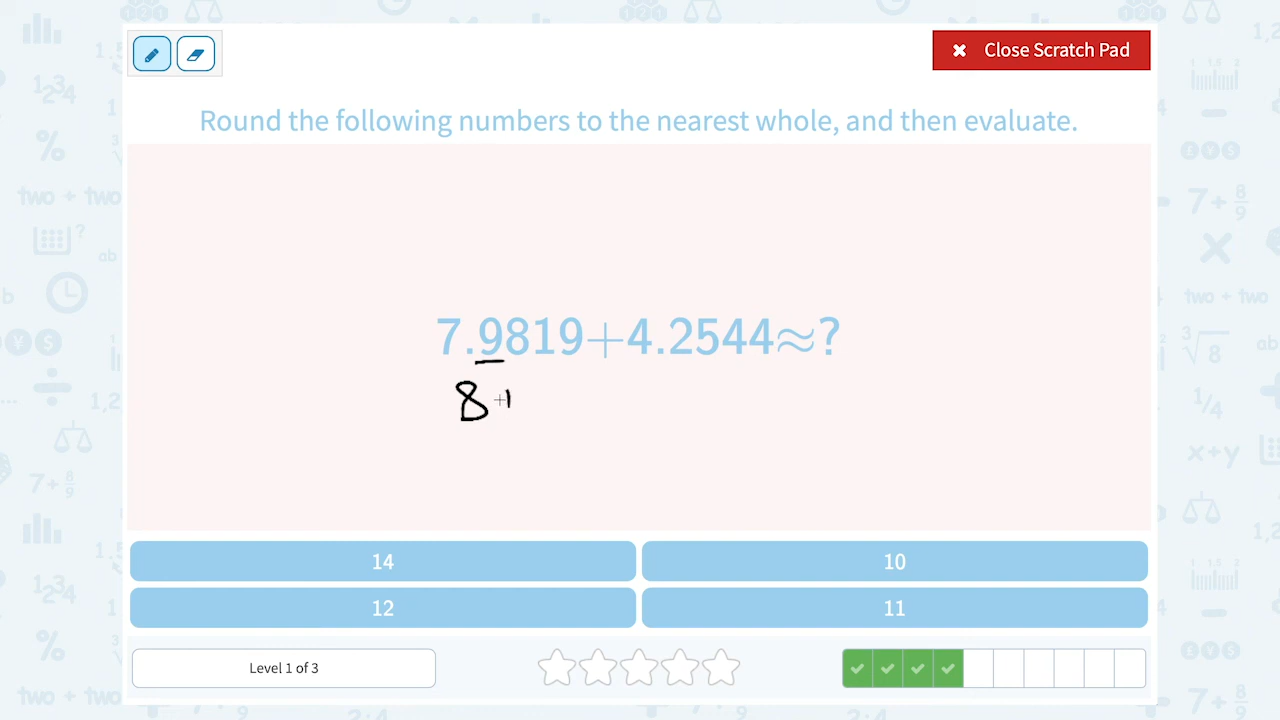 Close Scratch Pad
Round the following numbers to the nearest whole, and then evaluate.
7.9819+4.2544≈?
8
14
10
12
11
Level 1 of 3